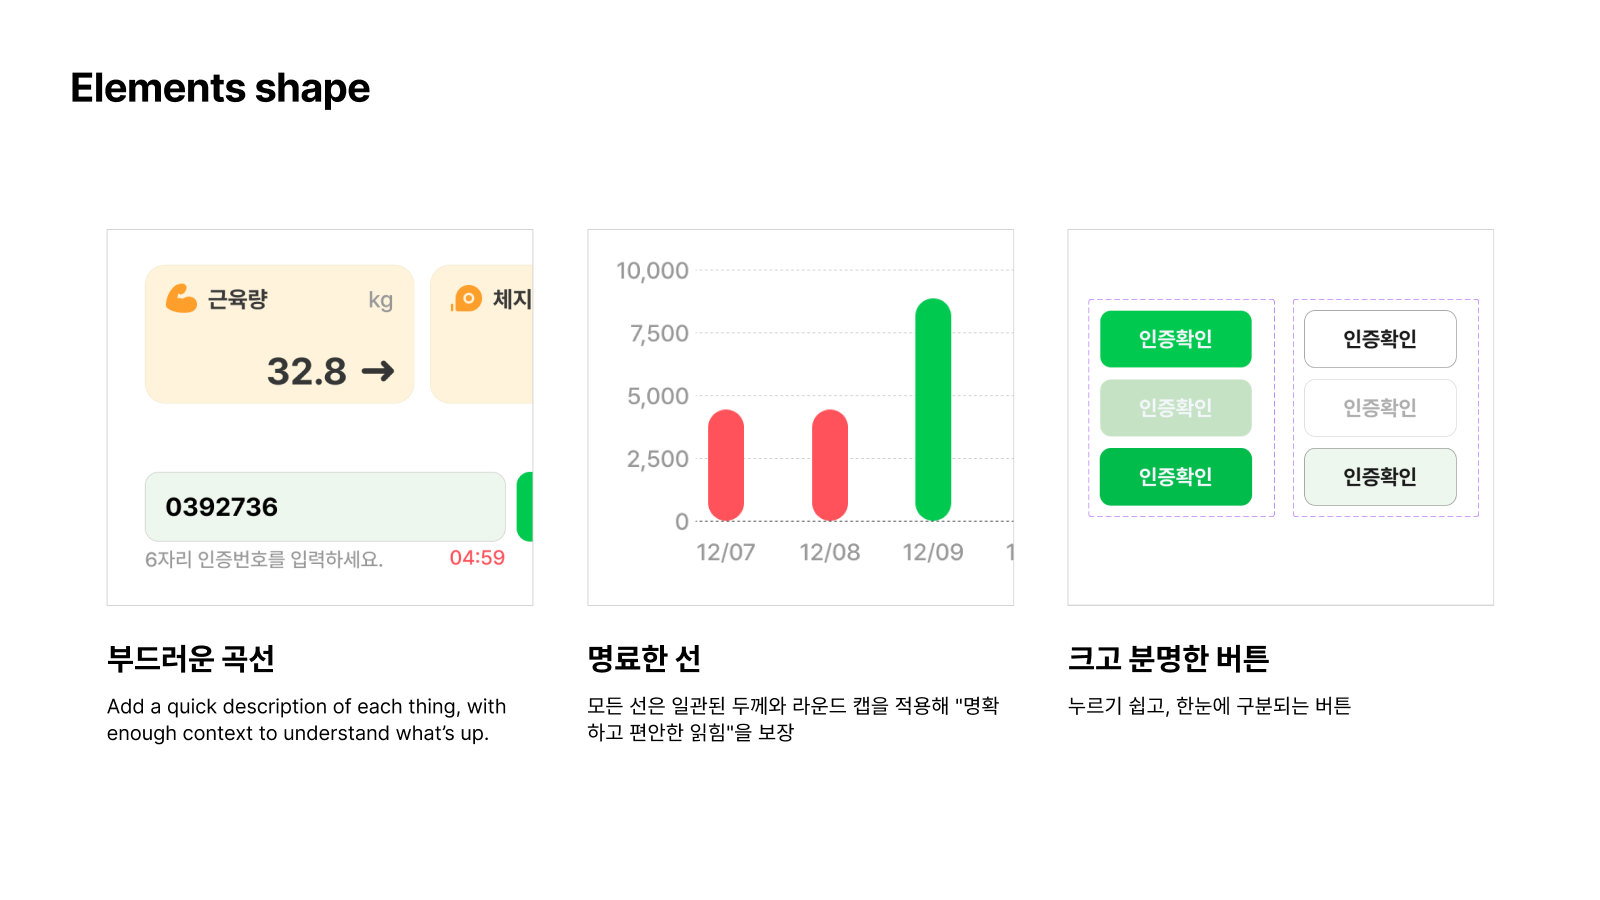 Elements shape
근육량
kg
체지
32.8 →
0392736
6자리 인증번호를 입력하세요.
04:59
10,000
7,500
5,000
2,500
0
12/07
12/08
12/09
1
인증확인
인증확인
인증확인
인증확인
인증확인
인증확인
부드러운 곡선
Add a quick description of each thing, with
enough context to understand what's up.
명료한 선
모든 선은 일관된 두께와 라운드 캡을 적용해 "명확
하고 편안한 읽힘"을 보장
크고 분명한 버튼
누르기 쉽고, 한눈에 구분되는 버튼